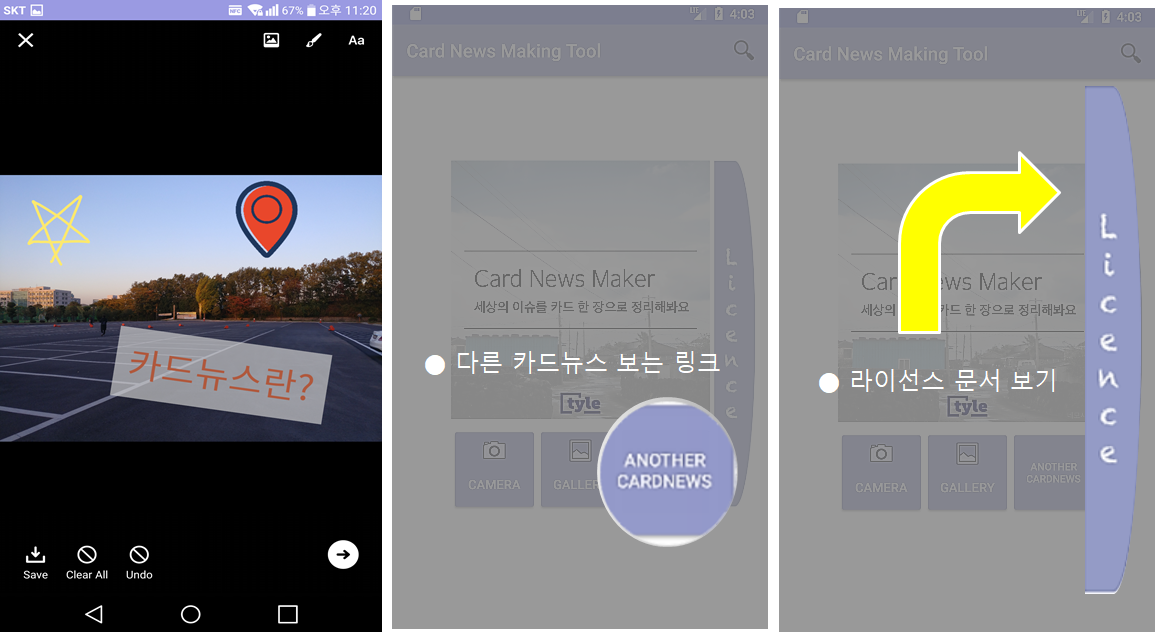 SKT
NFC 67% 오후 11:20
Aa
카드뉴스란?
Save Clear All Undo
4:03
Card News Making Tool
Card News Maker
세상의 이슈를 카드 한 장으로 정리해봐요
Licence
다른 카드뉴스 보는 링크
tyle
CAMERA
GALLER
ANOTHER
CARDNEWS
4:03
Card News Making Tool
Ca
News Maker
세상의 이
카드 한 장으로 정리해봐요
Licence
라이선스 문서 보기
tyle
CAMERA
GALLERY
ANOTHER
CARDNEWS